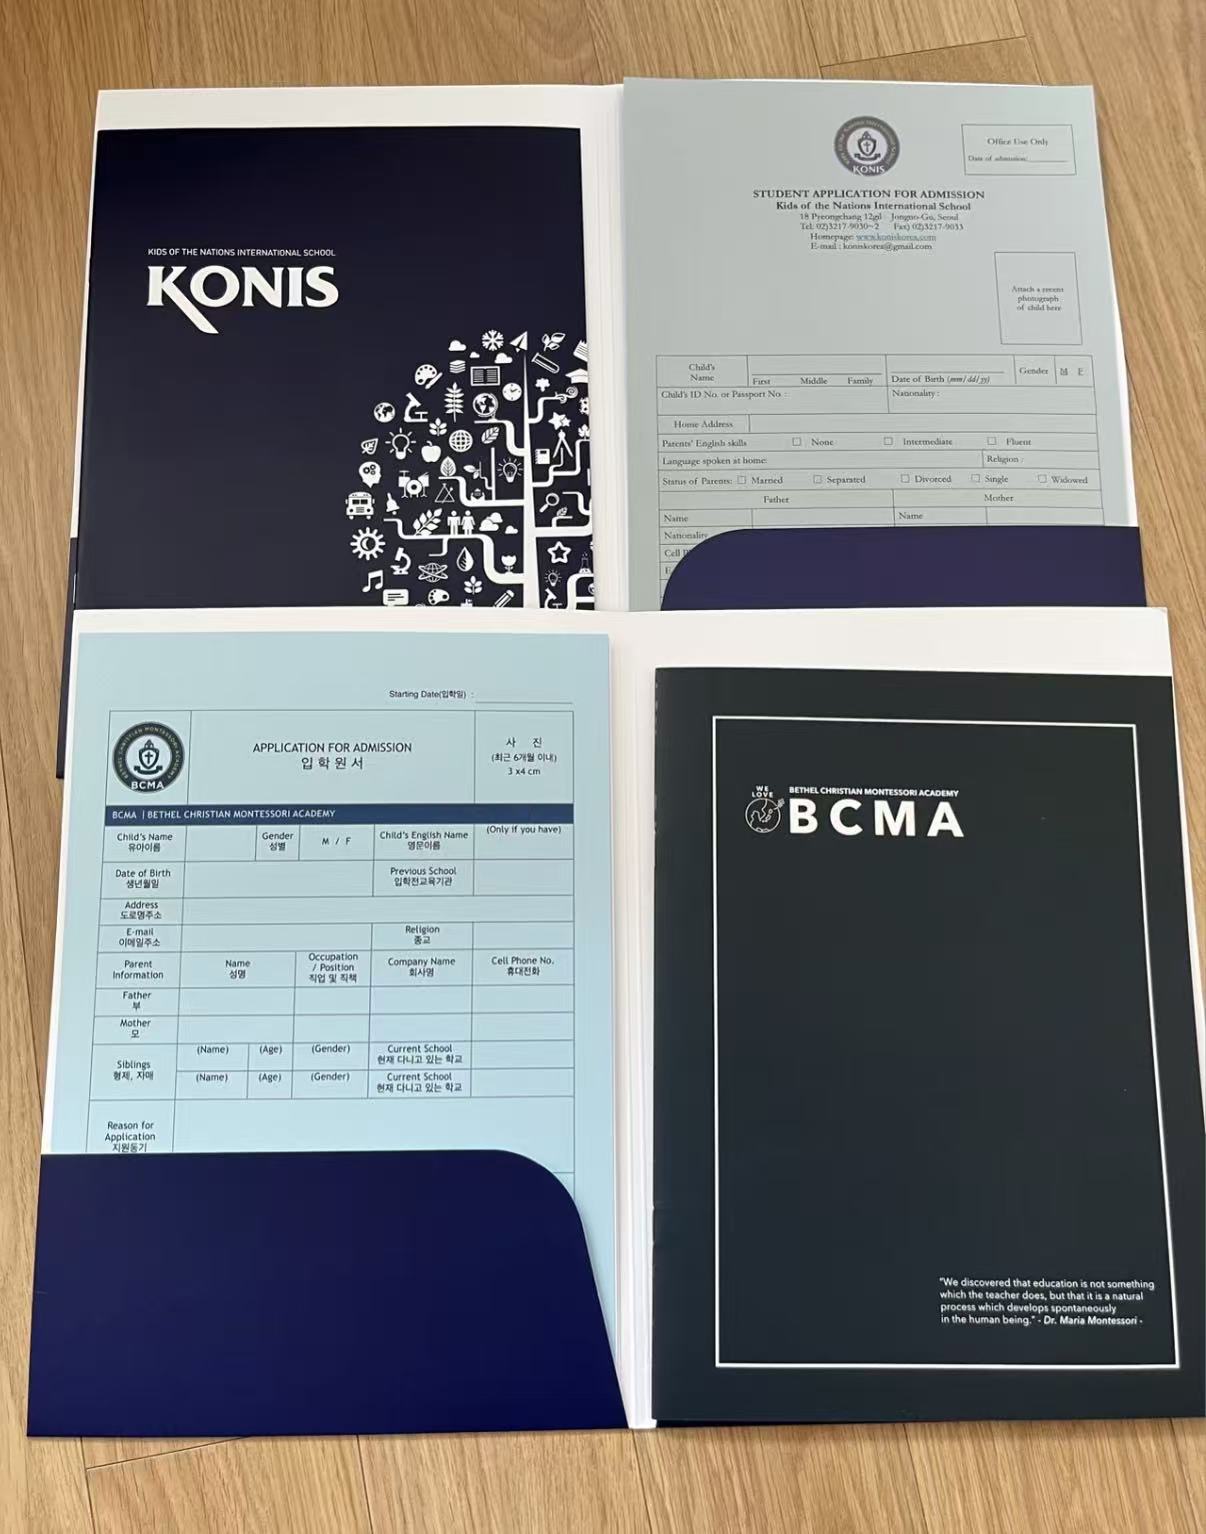 KIDS OF THE NATIONS INTERNATIONAL SCHOOL
KONIS
KONIS
Office Use Only
Date of admission:
STUDENT APPLICATION FOR ADMISSION
Kids of the Nations International School
18 Pyeongchang 12gil Jongno-Gu, Seoul
Tel: 02)3217-9030~2 Fax) 02)3217-9033
Homepage: www.koniskorea.com
E-mail : koniskorea@gmail.com
Attach a recent
photograph
of child here
Child's
Name
First Middle Family
Date of Birth (mm/dd/yy)
Gender M F
Child's ID No. or Passport No. :
Nationality :
Home Address
Parents' English skills ☐ None ☐ Intermediate ☐ Fluent
Language spoken at home:
Religion :
Status of Parents: ☐ Married ☐ Separated ☐ Divorced ☐ Single ☐ Widowed
Father Mother
Name Name
Nationality
Cell
Starting Date(입학일) :
BETHEL CHRISTIAN MONTESSORI ACADEMY
BCMA
APPLICATION FOR ADMISSION
입 학 원 서
사 진
(최근 6개월 이내)
3 x4 cm
BCMA | BETHEL CHRISTIAN MONTESSORI ACADEMY
Child's Name
유아이름
Gender
성별
M / F
Child's English Name
영문이름
(Only if you have)
Date of Birth
생년월일
Previous School
입학전교육기관
Address
도로명주소
E-mail
이메일주소
Religion
종교
Parent
Information
Name
성명
Occupation
/ Position
직업 및 직책
Company Name
회사명
Cell Phone No.
휴대전화
Father
부
Mother
모
Siblings
형제, 자매
(Name) (Age) (Gender)
Current School
현재 다니고 있는 학교
(Name) (Age) (Gender)
Current School
현재 다니고 있는 학교
Reason for
Application
지원동기
WE
LOVE
BETHEL CHRISTIAN MONTESSORI ACADEMY
BCMA
"We discovered that education is not something
which the teacher does, but that it is a natural
process which develops spontaneously
in the human being." - Dr. Maria Montessori -